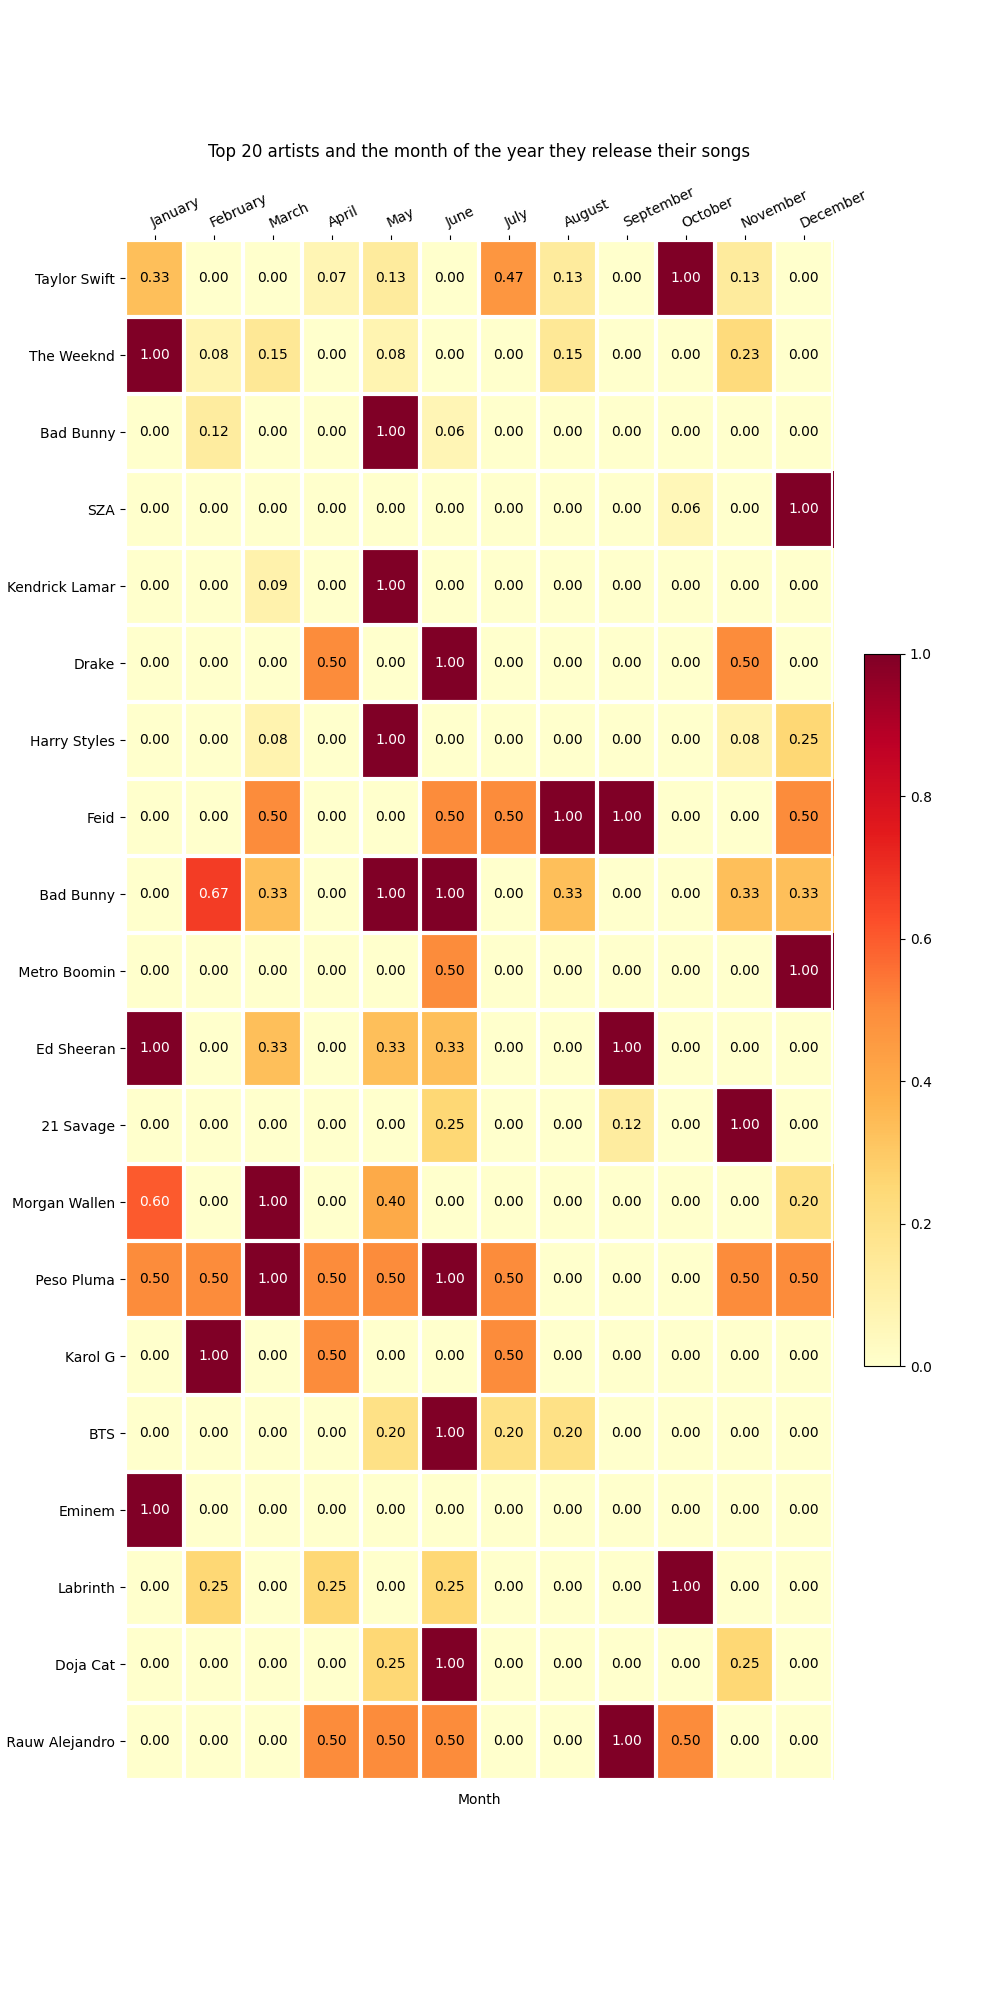 Top 20 artists and the month of the year they release their songs
January February March April May June July August September October November December
Taylor Swift 0.33 0.00 0.00 0.07 0.13 0.00 0.47 0.13 0.00 1.00 0.13 0.00
The Weeknd 1.00 0.08 0.15 0.00 0.08 0.00 0.00 0.15 0.00 0.00 0.23 0.00
Bad Bunny 0.00 0.12 0.00 0.00 1.00 0.06 0.00 0.00 0.00 0.00 0.00 0.00
SZA 0.00 0.00 0.00 0.00 0.00 0.00 0.00 0.00 0.00 0.06 0.00 1.00
Kendrick Lamar 0.00 0.00 0.09 0.00 1.00 0.00 0.00 0.00 0.00 0.00 0.00 0.00
Drake 0.00 0.00 0.00 0.50 0.00 1.00 0.00 0.00 0.00 0.00 0.50 0.00
Harry Styles 0.00 0.00 0.08 0.00 1.00 0.00 0.00 0.00 0.00 0.00 0.08 0.25
Feid 0.00 0.00 0.50 0.00 0.00 0.50 0.50 1.00 1.00 0.00 0.00 0.50
Bad Bunny 0.00 0.67 0.33 0.00 1.00 1.00 0.00 0.33 0.00 0.00 0.33 0.33
Metro Boomin 0.00 0.00 0.00 0.00 0.00 0.50 0.00 0.00 0.00 0.00 0.00 1.00
Ed Sheeran 1.00 0.00 0.33 0.00 0.33 0.33 0.00 0.00 1.00 0.00 0.00 0.00
21 Savage 0.00 0.00 0.00 0.00 0.00 0.25 0.00 0.00 0.12 0.00 1.00 0.00
Morgan Wallen 0.60 0.00 1.00 0.00 0.40 0.00 0.00 0.00 0.00 0.00 0.00 0.20
Peso Pluma 0.50 0.50 1.00 0.50 0.50 1.00 0.50 0.00 0.00 0.00 0.50 0.50
Karol G 0.00 1.00 0.00 0.50 0.00 0.00 0.50 0.00 0.00 0.00 0.00 0.00
BTS 0.00 0.00 0.00 0.00 0.20 1.00 0.20 0.20 0.00 0.00 0.00 0.00
Eminem 1.00 0.00 0.00 0.00 0.00 0.00 0.00 0.00 0.00 0.00 0.00 0.00
Labrinth 0.00 0.25 0.00 0.25 0.00 0.25 0.00 0.00 0.00 1.00 0.00 0.00
Doja Cat 0.00 0.00 0.00 0.00 0.25 1.00 0.00 0.00 0.00 0.00 0.25 0.00
Rauw Alejandro 0.00 0.00 0.00 0.50 0.50 0.50 0.00 0.00 1.00 0.50 0.00 0.00
Month
1.0
0.8
0.6
0.4
0.2
0.0